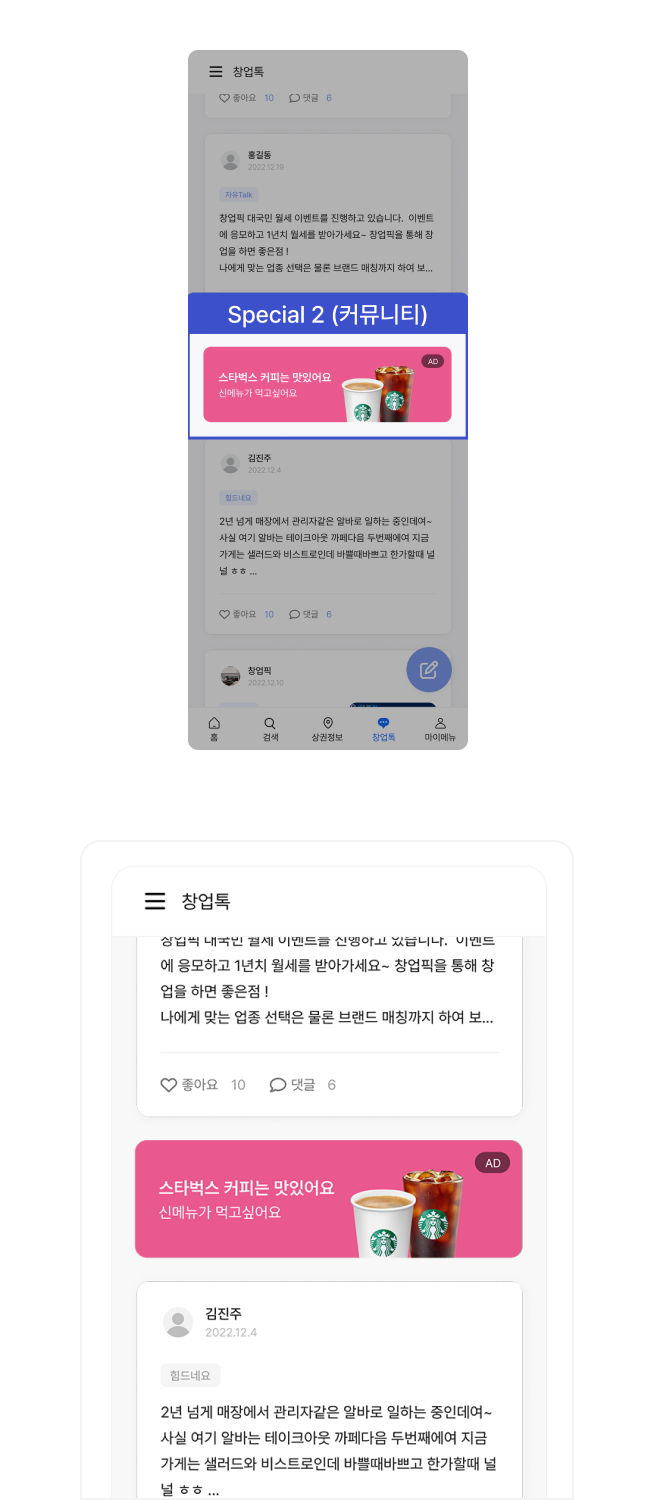 창업톡
좋아요 10 댓글 6
홍길동
2022.12.19
자유Talk
창업픽 대국민 월세 이벤트를 진행하고 있습니다. 이벤트
에 응모하고 1년치 월세를 받아가세요~ 창업픽을 통해 창
업을 하면 좋은점 !
나에게 맞는 업종 선택은 물론 브랜드 매칭까지 하여 보...
Special 2 (커뮤니티)
AD
스타벅스 커피는 맛있어요
신메뉴가 먹고싶어요
김진주
2022.12.4
힘드네요
2년 넘게 매장에서 관리자같은 알바로 일하는 중인데여~
사실 여기 알바는 테이크아웃 까페다음 두번째에여 지금
가게는 샐러드와 비스트로인데 바쁠때바쁘고 한가할때 널
널 ㅎㅎ ...
좋아요 10 댓글 6
창업픽
2022.12.10
홈 검색 상권정보 창업톡 마이메뉴
창업톡
창업픽 대국민 월세 이벤트를 진행하고 있습니다. 이벤트
에 응모하고 1년치 월세를 받아가세요~ 창업픽을 통해 창
업을 하면 좋은점 !
나에게 맞는 업종 선택은 물론 브랜드 매칭까지 하여 보...
좋아요 10 댓글 6
AD
스타벅스 커피는 맛있어요
신메뉴가 먹고싶어요
김진주
2022.12.4
힘드네요
2년 넘게 매장에서 관리자같은 알바로 일하는 중인데여~
사실 여기 알바는 테이크아웃 까페다음 두번째에여 지금
가게는 샐러드와 비스트로인데 바쁠때바쁘고 한가할때 널
널 ㅎㅎ ...